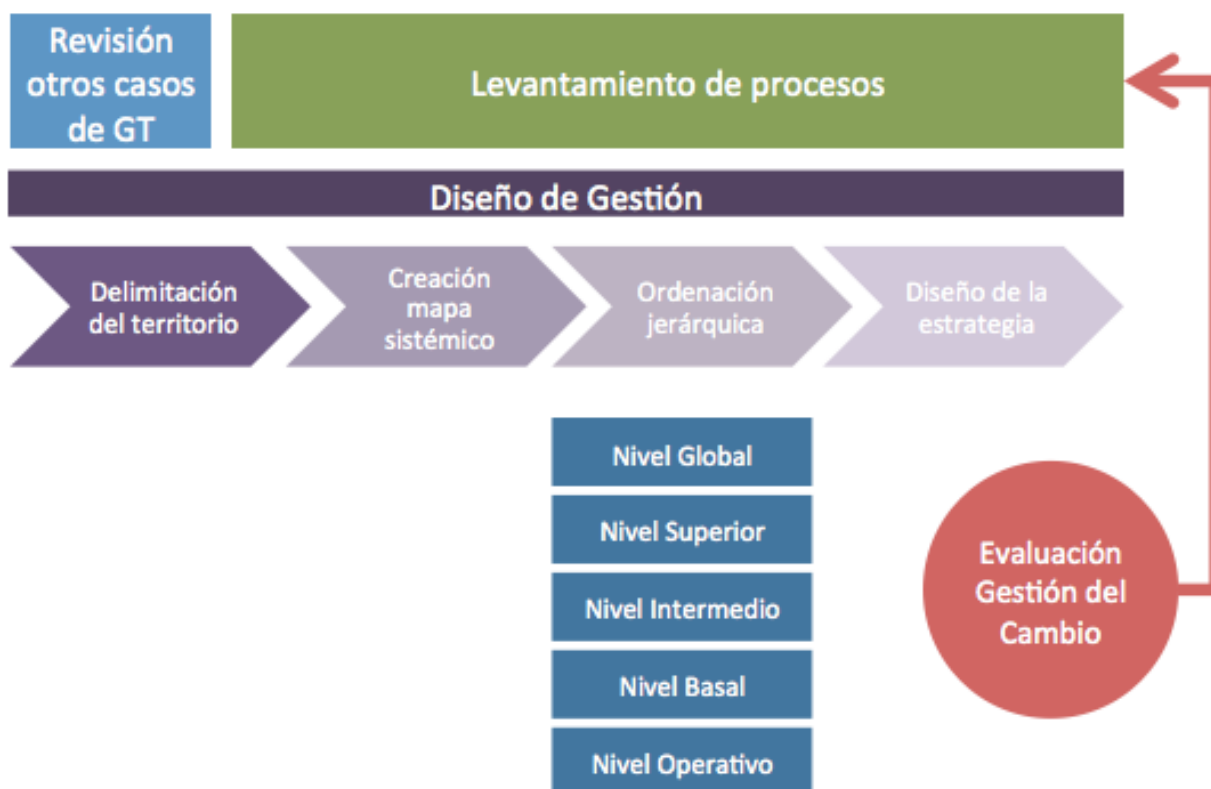 Revisión
otros casos
de GT
Levantamiento de procesos
Diseño de Gestión
Delimitación
del territorio
Creación
mapa
sistémico
Ordenación
jerárquica
Diseño de la
estrategia
Nivel Global
Nivel Superior
Nivel Intermedio
Nivel Basal
Nivel Operativo
Evaluación
Gestión del
Cambio